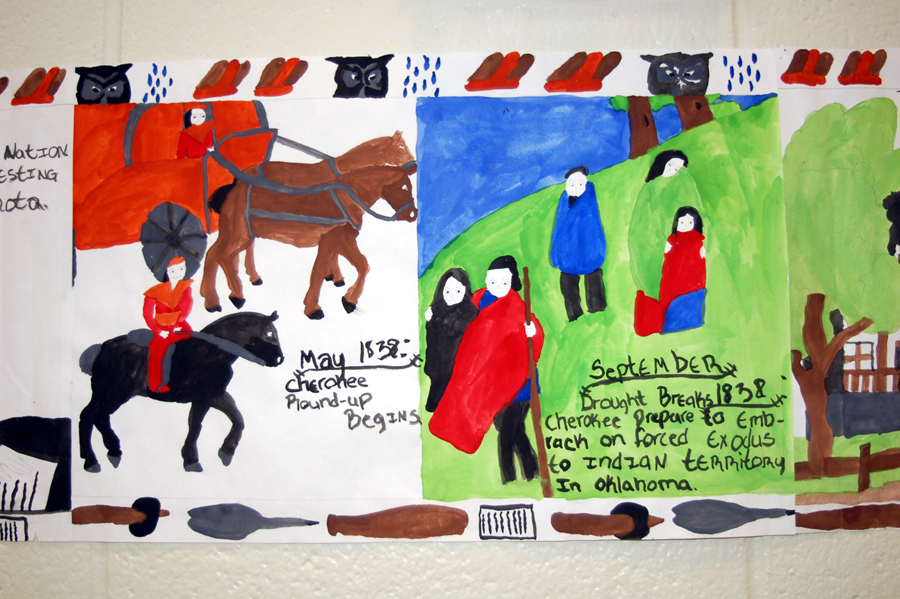 Nation
esting
ota.
May 1838:
Cherokee
Round-up
Begins
September
Drought Breaks 1838
Cherokee Prepare to Emb-
rack on forced Exodus
to Indian territory
In Oklahoma.